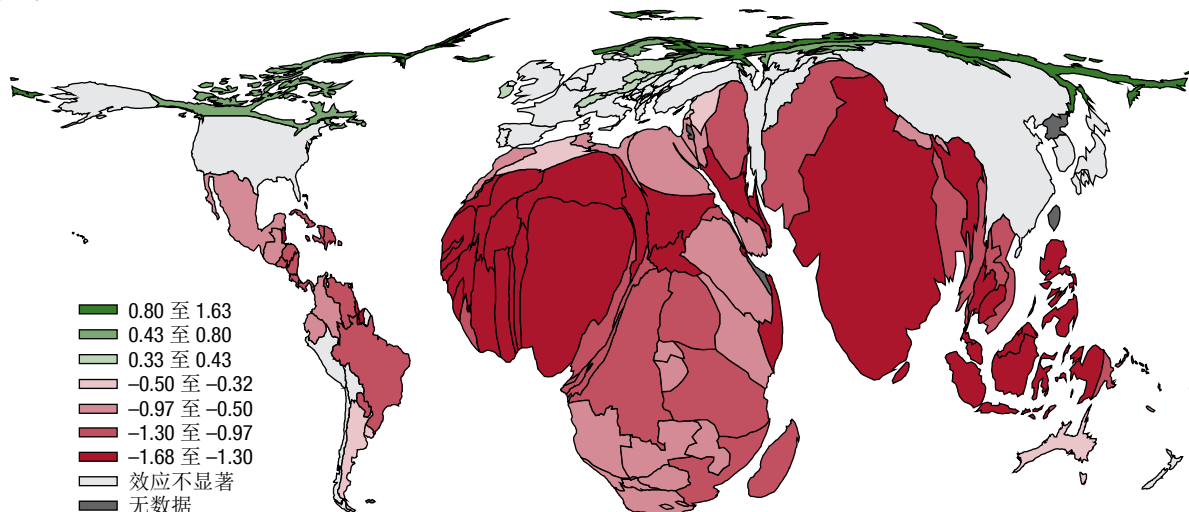 0.80 至 1.63
0.43 至 0.80
0.33 至 0.43
–0.50 至 –0.32
–0.97 至 –0.50
–1.30 至 –0.97
–1.68 至 –1.30
效应不显著
无数据